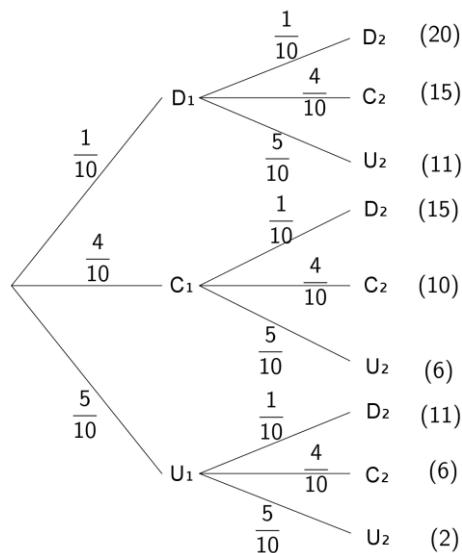 1/10 D₂ (20)
D₁ 4/10 C₂ (15)
1/10 5/10 U₂ (11)
1/10 D₂ (15)
4/10 C₁ 4/10 C₂ (10)
5/10 U₂ (6)
5/10 1/10 D₂ (11)
U₁ 4/10 C₂ (6)
5/10 U₂ (2)